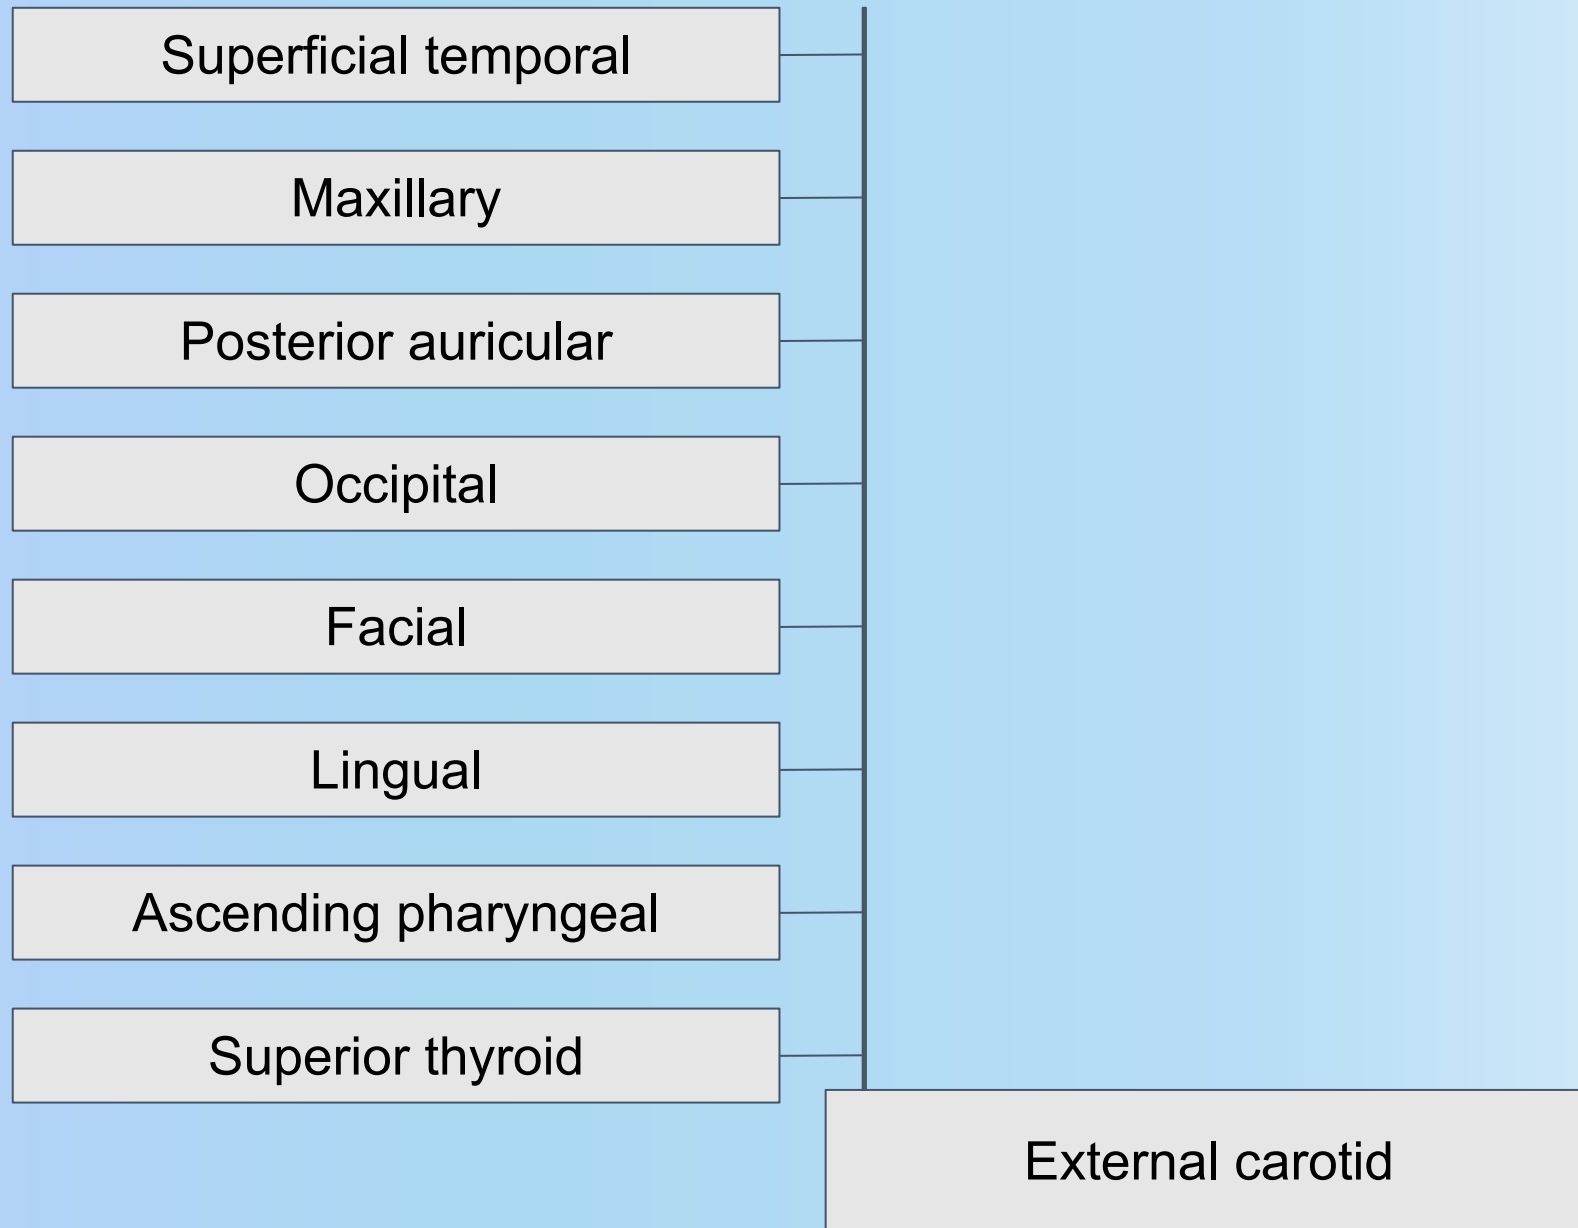 Superficial temporal
Maxillary
Posterior auricular
Occipital
Facial
Lingual
Ascending pharyngeal
Superior thyroid
External carotid